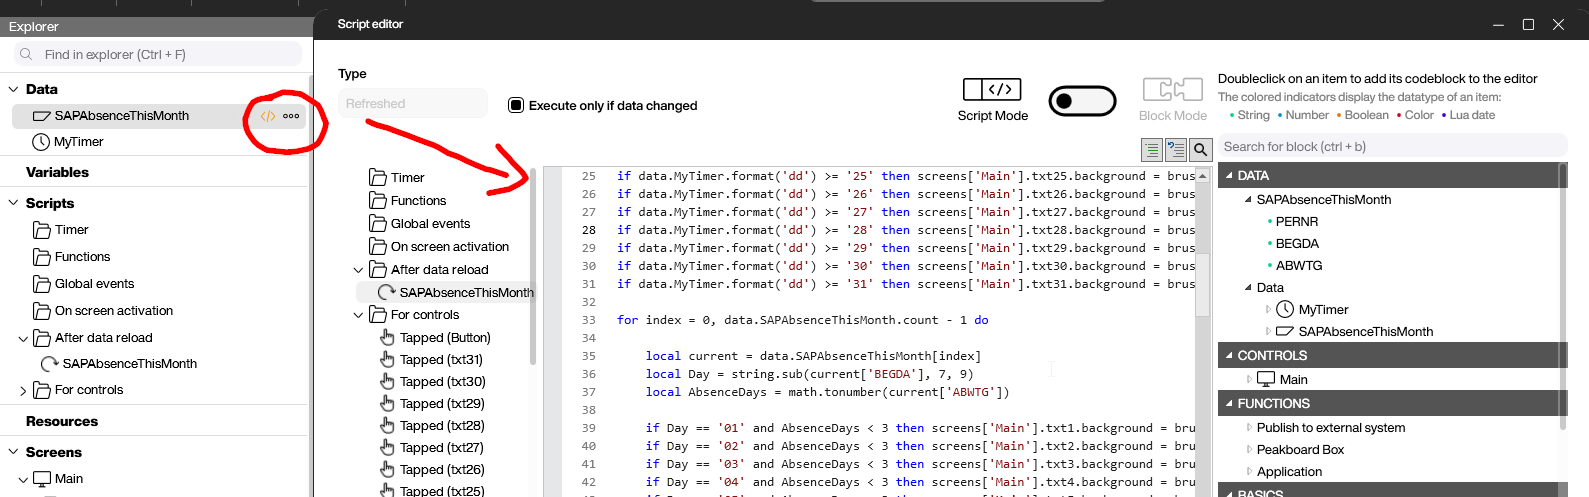 Explorer
Find in explorer (Ctrl + F)
Data
SAPAbsenceThisMonth
MyTimer
Variables
Scripts
Timer
Functions
Global events
On screen activation
After data reload
SAPAbsenceThisMonth
For controls
Resources
Screens
Main
Script editor
Type
Refreshed
Execute only if data changed
Script Mode
Block Mode
Timer
Functions
Global events
On screen activation
After data reload
SAPAbsenceThisMonth
For controls
Tapped (Button)
Tapped (txt31)
Tapped (txt30)
Tapped (txt29)
Tapped (txt28)
Tapped (txt27)
Tapped (txt26)
Tapped (txt25)
25 if data.MyTimer.format('dd') >= '25' then screens['Main'].txt25.background = brus
26 if data.MyTimer.format('dd') >= '26' then screens['Main'].txt26.background = brus
27 if data.MyTimer.format('dd') >= '27' then screens['Main'].txt27.background = brus
28 if data.MyTimer.format('dd') >= '28' then screens['Main'].txt28.background = brus
29 if data.MyTimer.format('dd') >= '29' then screens['Main'].txt29.background = brus
30 if data.MyTimer.format('dd') >= '30' then screens['Main'].txt30.background = brus
31 if data.MyTimer.format('dd') >= '31' then screens['Main'].txt31.background = brus
32
33 for index = 0, data.SAPAbsenceThisMonth.count - 1 do
34
35 local current = data.SAPAbsenceThisMonth[index]
36 local Day = string.sub(current['BEGDA'], 7, 9)
37 local AbsenceDays = math.tonumber(current['ABWTG'])
38
39 if Day == '01' and AbsenceDays < 3 then screens['Main'].txt1.background = bru
40 if Day == '02' and AbsenceDays < 3 then screens['Main'].txt2.background = bru
41 if Day == '03' and AbsenceDays < 3 then screens['Main'].txt3.background = bru
42 if Day == '04' and AbsenceDays < 3 then screens['Main'].txt4.background = bru
Doubleclick on an item to add its codeblock to the editor
The colored indicators display the datatype of an item:
String Number Boolean Color Lua date
Search for block (ctrl + b)
DATA
SAPAbsenceThisMonth
PERNR
BEGDA
ABWTG
Data
MyTimer
SAPAbsenceThisMonth
CONTROLS
Main
FUNCTIONS
Publish to external system
Peakboard Box
Application
BASICS